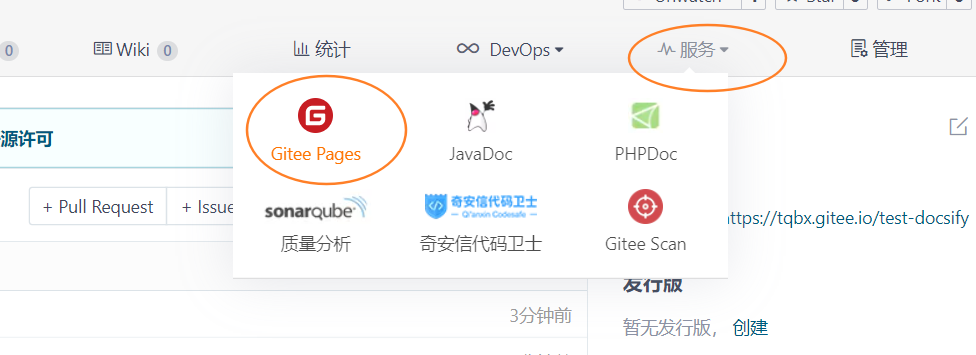 0 Wiki 0 统计 DevOps 服务 管理
源许可
Gitee Pages JavaDoc PHPDoc
+ Pull Request + Issue
sonarqube 奇安信代码卫士
Qi'anxin Codesafe
https://tqbx.gitee.io/test-docsify
质量分析 奇安信代码卫士 Gitee Scan
发行版
3分钟前
暂无发行版，创建